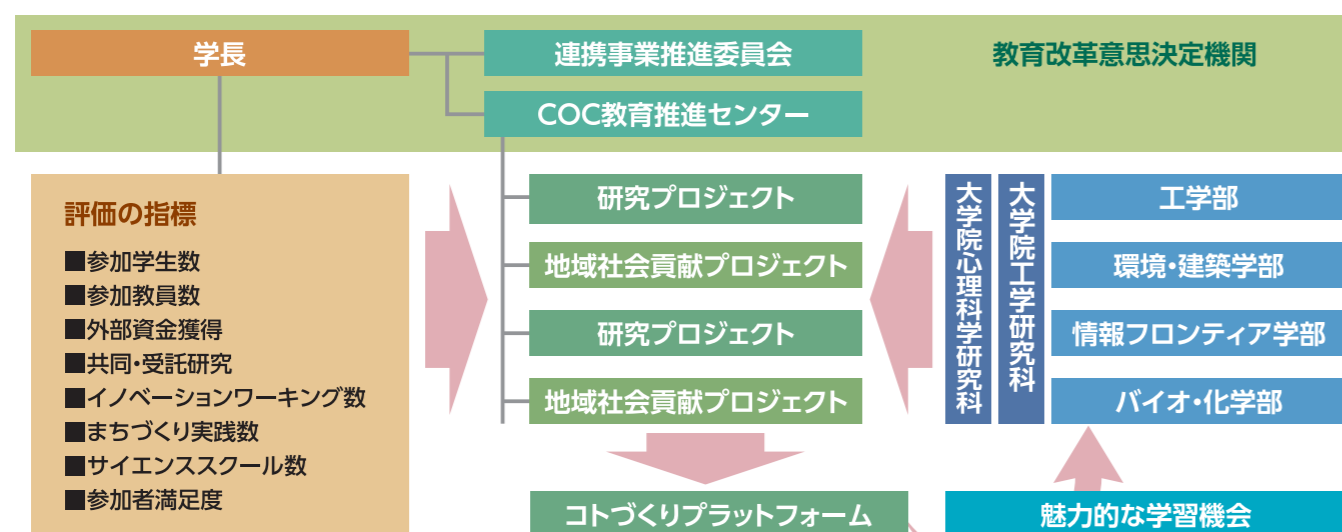 学長
連携事業推進委員会
COC教育推進センター
教育改革意思決定機関
評価の指標
■参加学生数
■参加教員数
■外部資金獲得
■共同・受託研究
■イノベーションワーキング数
■まちづくり実践数
■サイエンススクール数
■参加者満足度
研究プロジェクト
地域社会貢献プロジェクト
研究プロジェクト
地域社会貢献プロジェクト
コトづくりプラットフォーム
大学院心理科学研究科
大学院工学研究科
工学部
環境・建築学部
情報フロンティア学部
バイオ・化学部
魅力的な学習機会